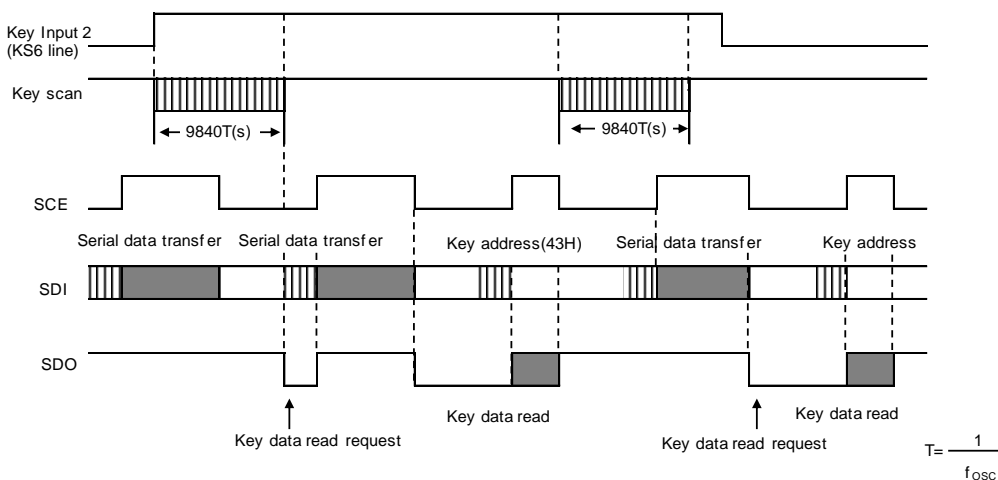 Key Input 2
(KS6 line)
Key scan
9840T(s)
9840T(s)
SCE
Serial data transfer
Serial data transfer
Key address(43H)
Serial data transfer
Key address
SDI
SDO
Key data read
Key data read
Key data read request
Key data read request
T= 1
fOSC